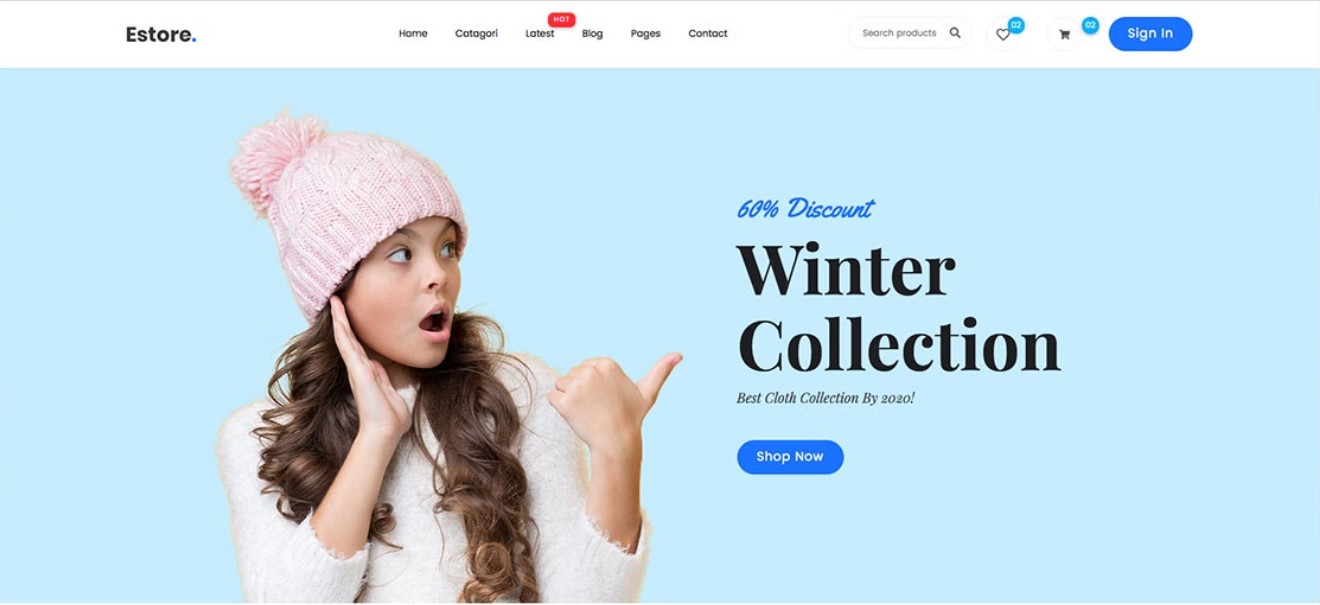 Estore.
Home
Catagori
Latest
HOT
Blog
Pages
Contact
Search products
02
02
Sign In
60% Discount
Winter
Collection
Best Cloth Collection By 2020!
Shop Now